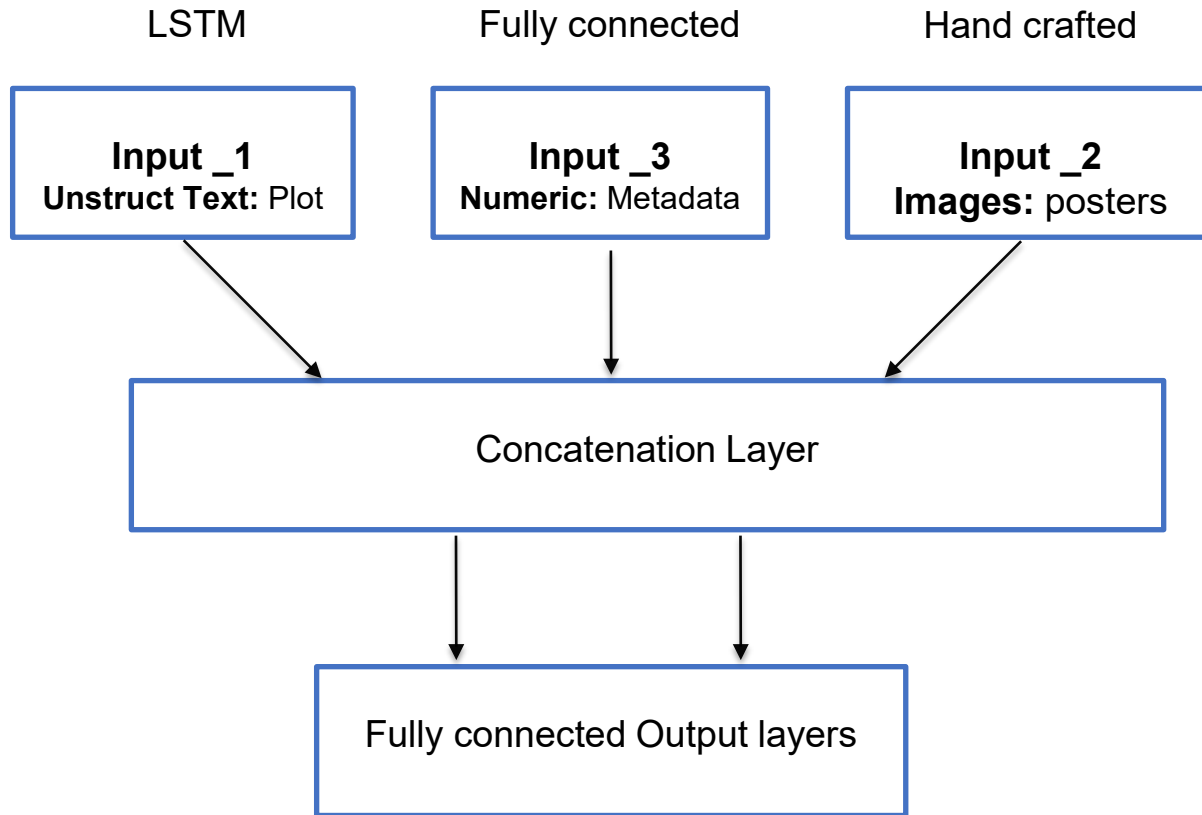 LSTM
Fully connected
Hand crafted
Input _1
Unstruct Text: Plot
Input _3
Numeric: Metadata
Input _2
Images: posters
Concatenation Layer
Fully connected Output layers